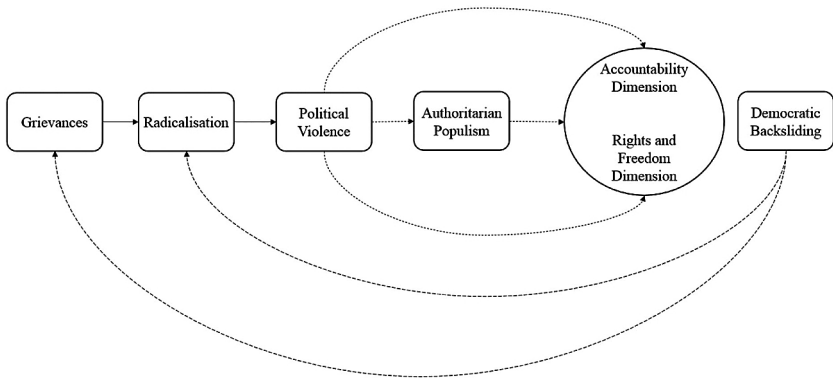 Grievances
Radicalisation
Political
Violence
Authoritarian
Populism
Accountability
Dimension
Rights and
Freedom
Dimension
Democratic
Backsliding